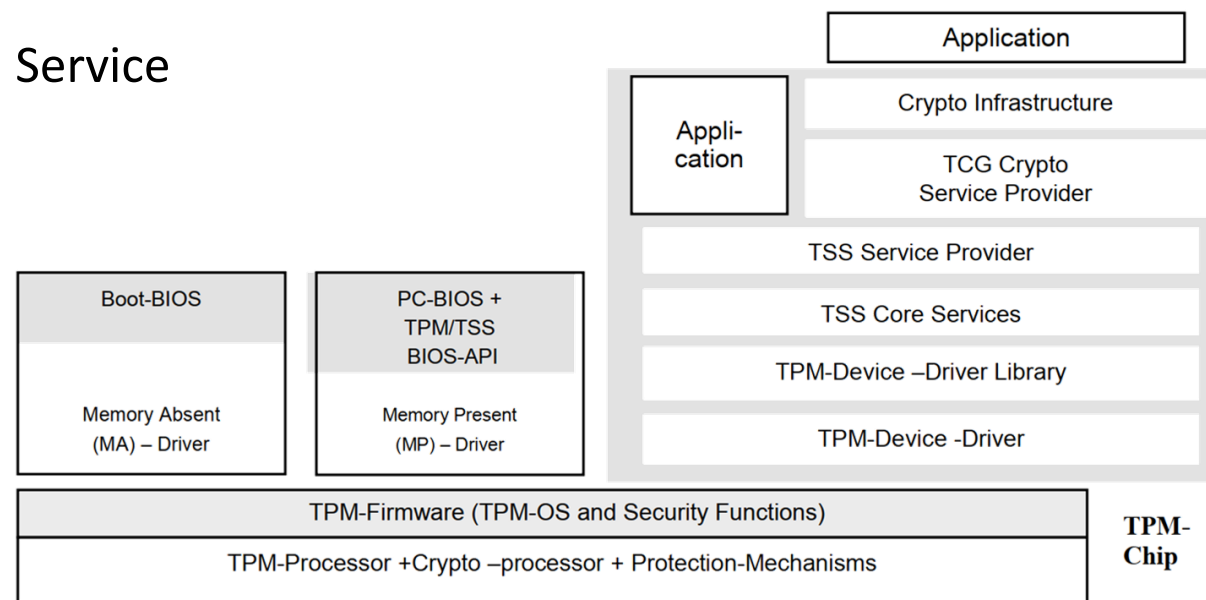 Service
Application
Appli-
cation
Crypto Infrastructure
TCG Crypto
Service Provider
TSS Service Provider
TSS Core Services
TPM-Device –Driver Library
TPM-Device -Driver
Boot-BIOS
Memory Absent
(MA) – Driver
PC-BIOS +
TPM/TSS
BIOS-API
Memory Present
(MP) – Driver
TPM-Firmware (TPM-OS and Security Functions)
TPM-Processor +Crypto –processor + Protection-Mechanisms
TPM-
Chip